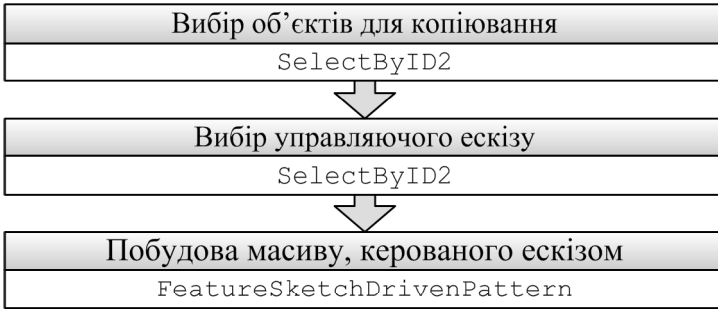 Вибір об’єктів для копіювання
SelectByID2
Вибір управляючого ескізу
SelectByID2
Побудова масиву, керованого ескізом
FeatureSketchDrivenPattern